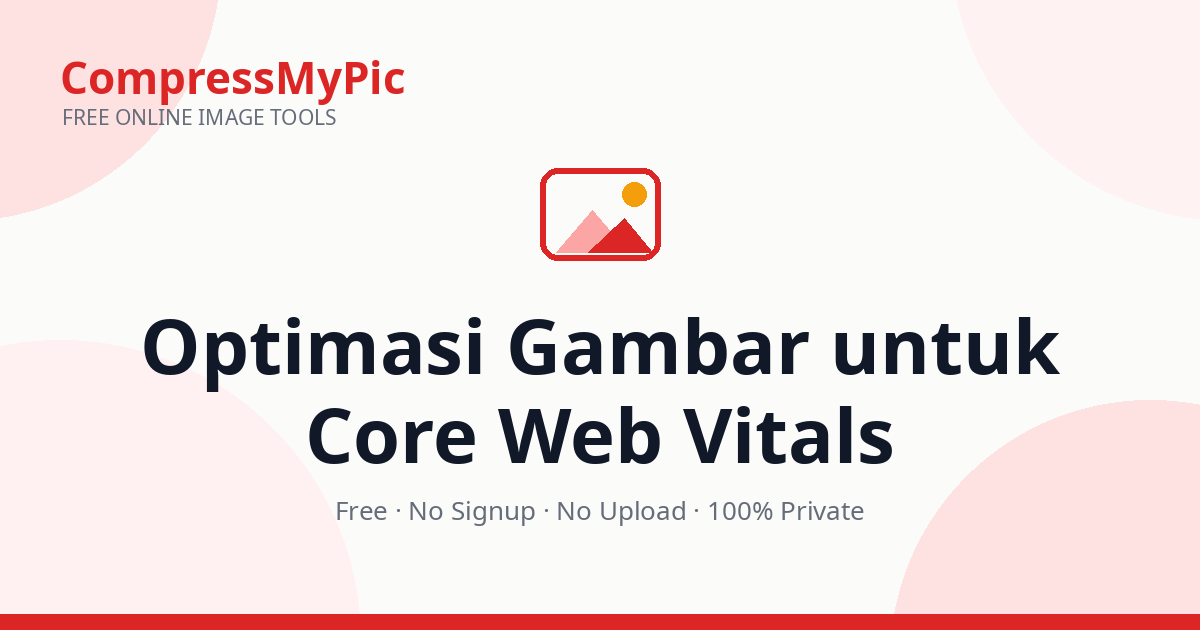 CompressMyPic
FREE ONLINE IMAGE TOOLS
Optimasi Gambar untuk
Core Web Vitals
Free · No Signup · No Upload · 100% Private